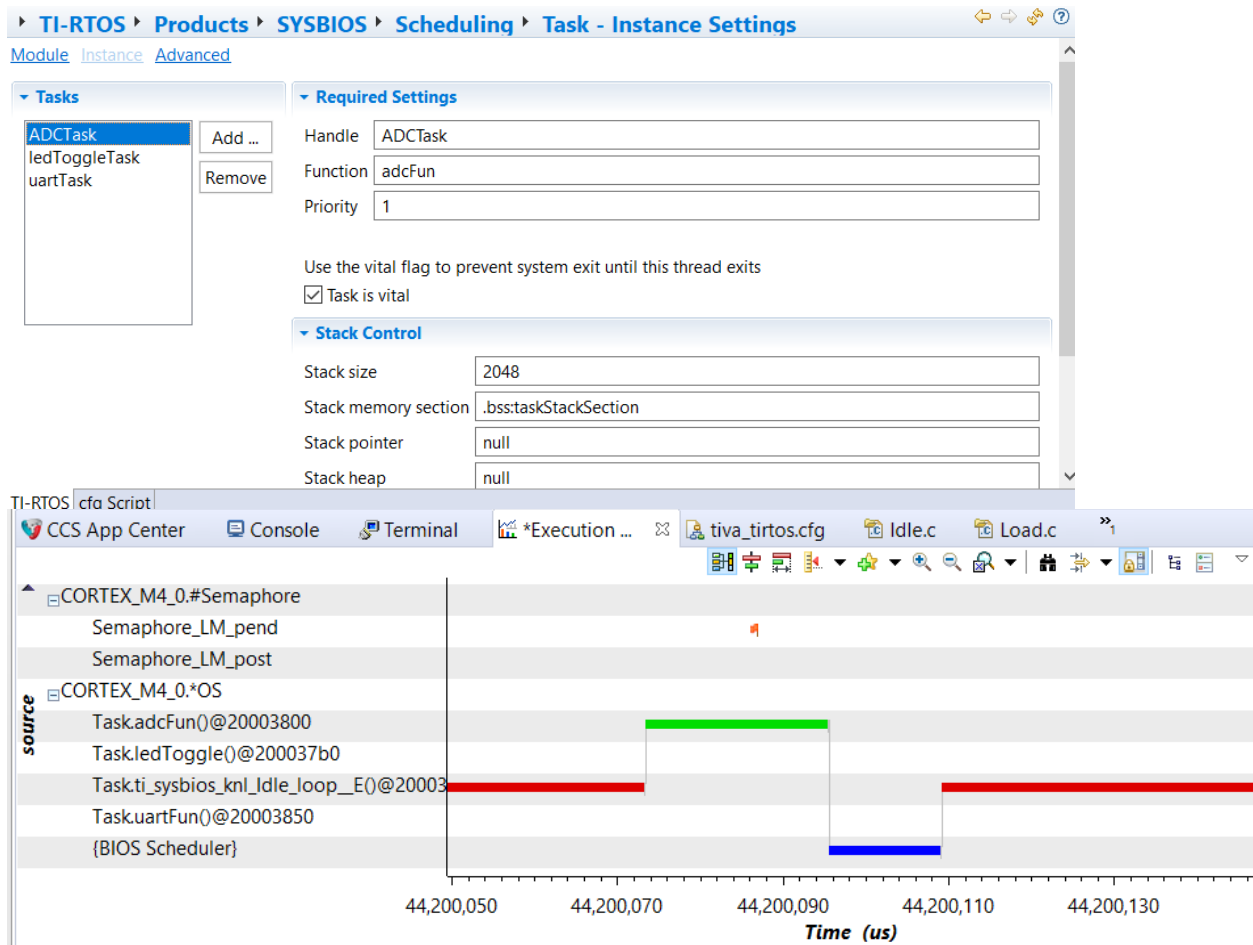 TI-RTOS Products SYSBIOS Scheduling Task - Instance Settings
Module Instance Advanced
Tasks
ADCTask
ledToggleTask
uartTask
Add ...
Remove
Required Settings
Handle ADCTask
Function adcFun
Priority 1
Use the vital flag to prevent system exit until this thread exits
Task is vital
Stack Control
Stack size 2048
Stack memory section .bss:taskStackSection
Stack pointer null
Stack heap null
TI-RTOS cfg Script
CCS App Center Console Terminal *Execution ... tiva_tirtos.cfg Idle.c Load.c »1
source
CORTEX_M4_0.#Semaphore
Semaphore_LM_pend
Semaphore_LM_post
CORTEX_M4_0.*OS
Task.adcFun()@20003800
Task.ledToggle()@200037b0
Task.ti_sysbios_knl_Idle_loop__E()@20003
Task.uartFun()@20003850
{BIOS Scheduler}
44,200,050 44,200,070 44,200,090 44,200,110 44,200,130
Time (us)